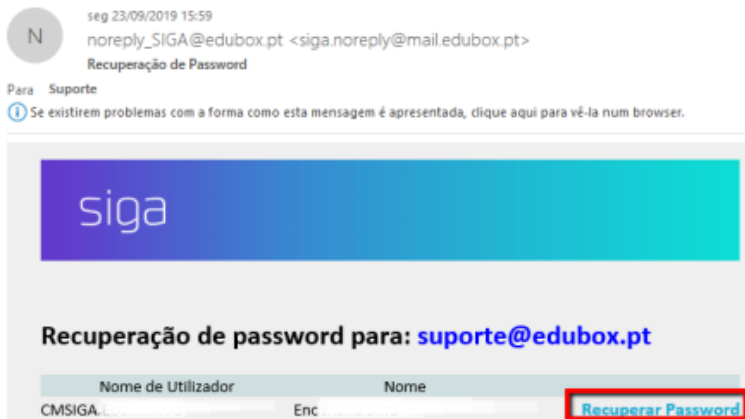 seg 23/09/2019 15:59
N
noreply_SIGA@edubox.pt <siga.noreply@mail.edubox.pt>
Recuperação de Password
Para Suporte
Se existirem problemas com a forma como esta mensagem é apresentada, clique aqui para vê-la num browser.
siga
Recuperação de password para: suporte@edubox.pt
Nome de Utilizador Nome
CMSIGA. Enc Recuperar Password